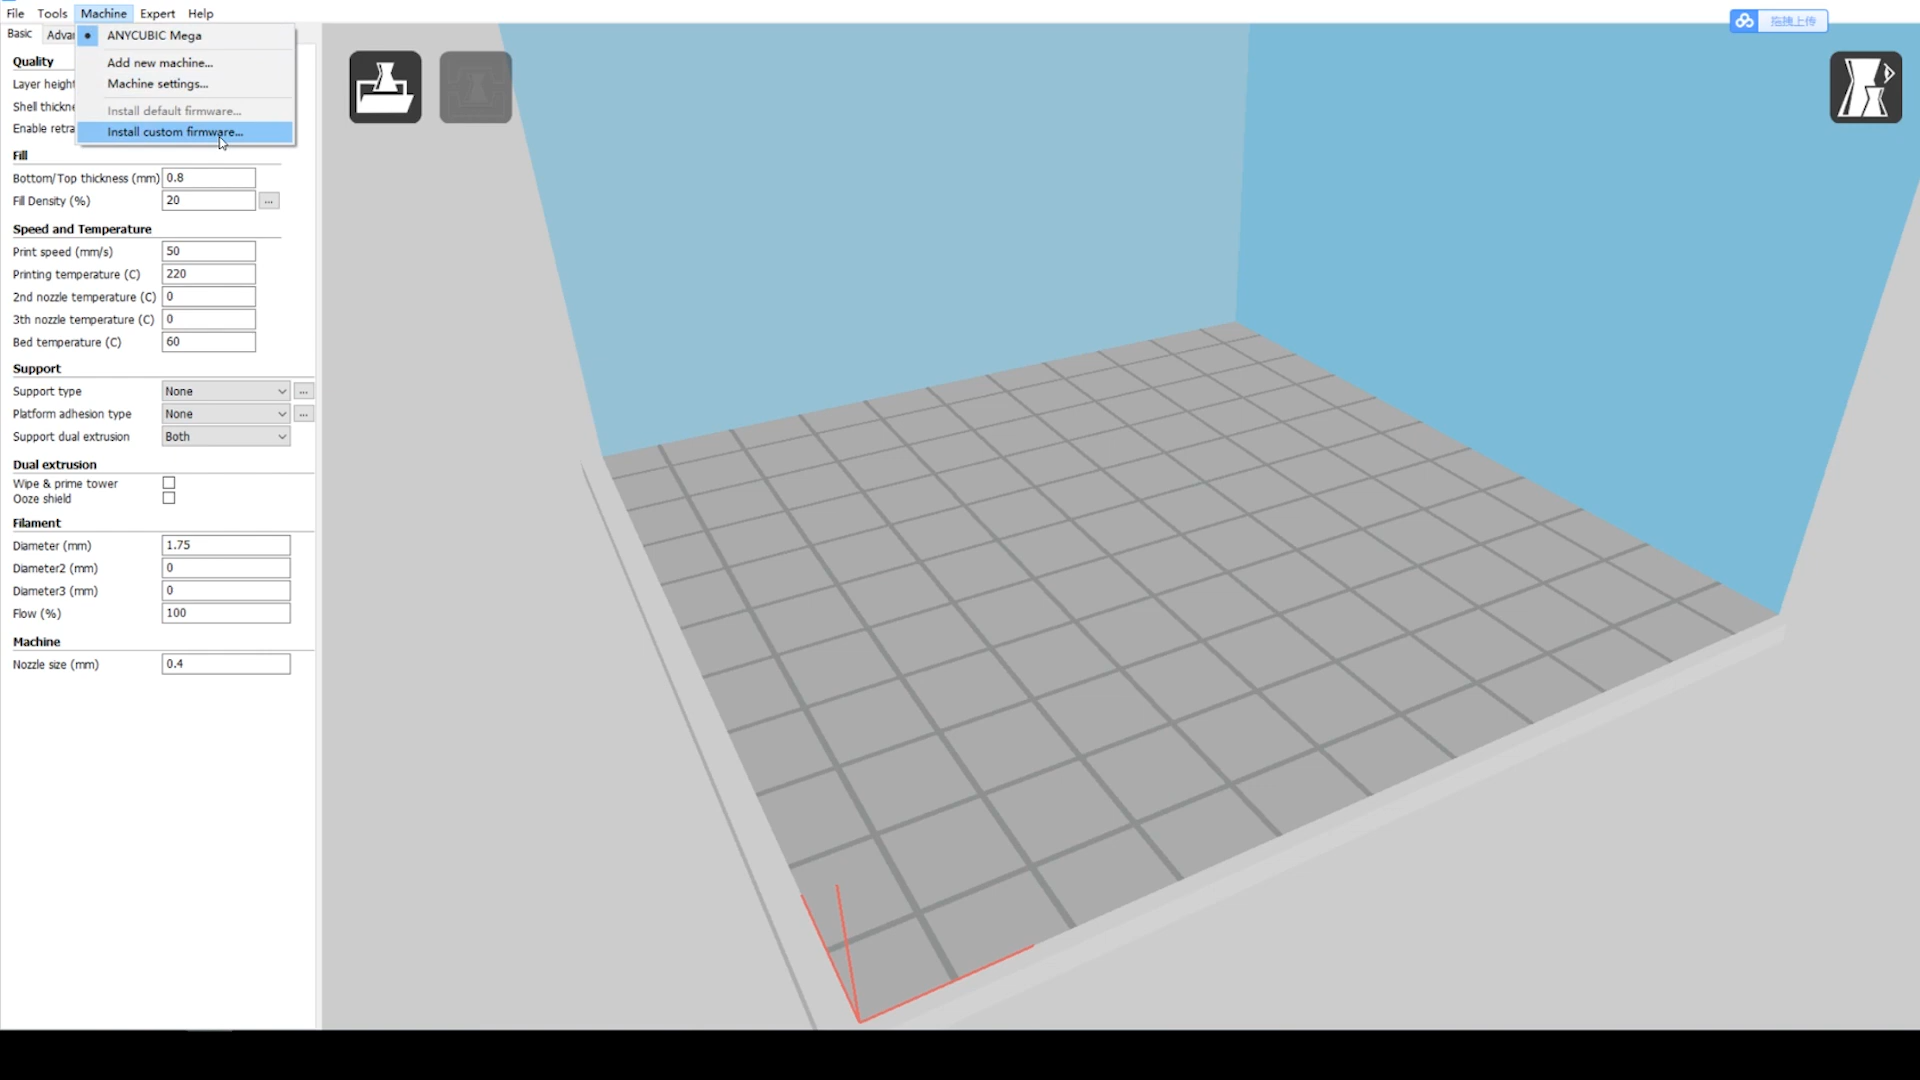 File Tools Machine Expert Help
Basic Adva
ANYCUBIC Mega
Add new machine...
Machine settings...
Install default firmware...
Install custom firmware...
Quality
Layer height
Shell thickne
Enable retra
Fill
Bottom/Top thickness (mm) 0.8
Fill Density (%) 20 ...
Speed and Temperature
Print speed (mm/s) 50
Printing temperature (C) 220
2nd nozzle temperature (C) 0
3th nozzle temperature (C) 0
Bed temperature (C) 60
Support
Support type None ...
Platform adhesion type None ...
Support dual extrusion Both
Dual extrusion
Wipe & prime tower
Ooze shield
Filament
Diameter (mm) 1.75
Diameter2 (mm) 0
Diameter3 (mm) 0
Flow (%) 100
Machine
Nozzle size (mm) 0.4
拖拽上传